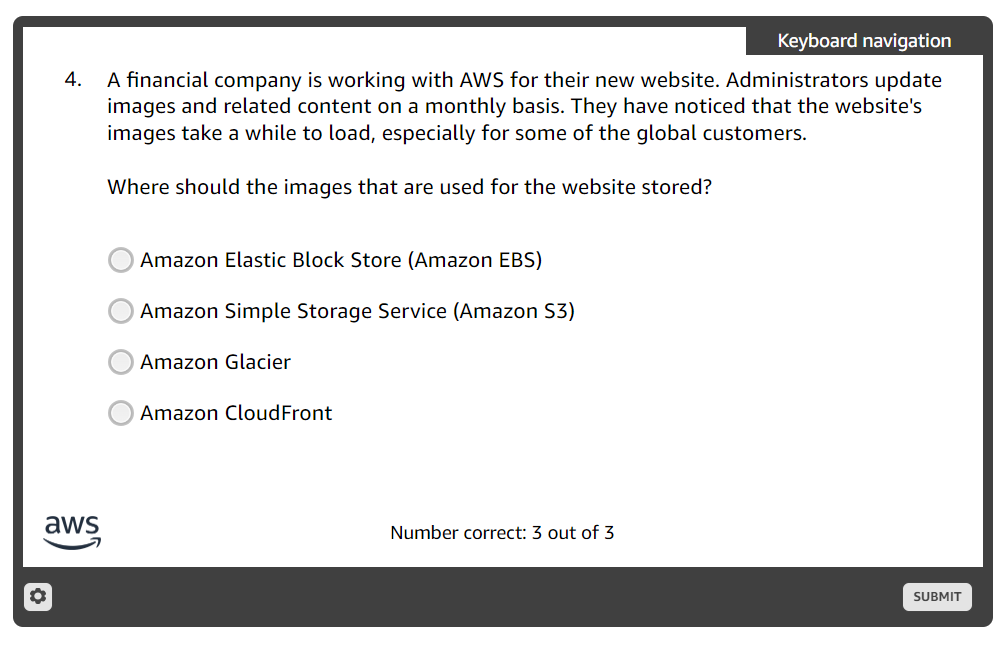 Keyboard navigation
4. A financial company is working with AWS for their new website. Administrators update
images and related content on a monthly basis. They have noticed that the website's
images take a while to load, especially for some of the global customers.
Where should the images that are used for the website stored?
Amazon Elastic Block Store (Amazon EBS)
Amazon Simple Storage Service (Amazon S3)
Amazon Glacier
Amazon CloudFront
aws
Number correct: 3 out of 3
SUBMIT